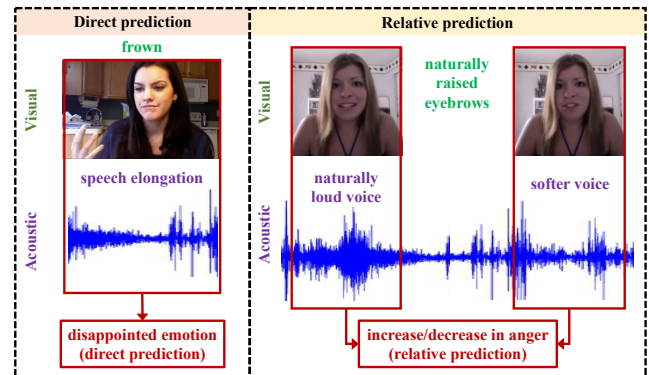 Direct prediction
Relative prediction
frown
Visual
speech elongation
Acoustic
disappointed emotion
(direct prediction)
Visual
naturally
raised
eyebrows
naturally
loud voice
softer voice
Acoustic
increase/decrease in anger
(relative prediction)